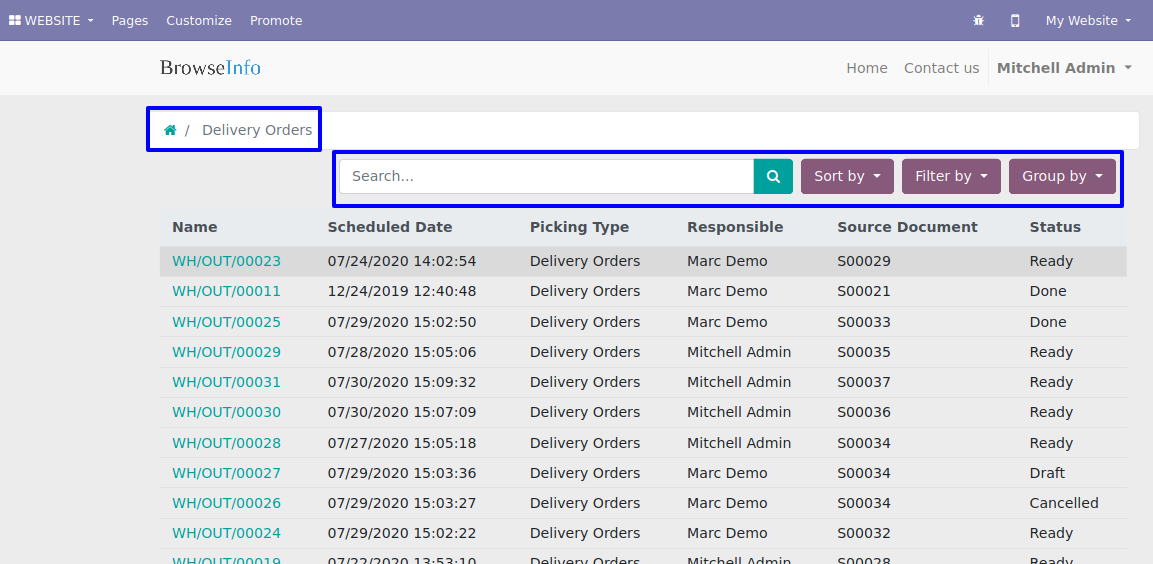 WEBSITE Pages Customize Promote My Website
BrowseInfo Home Contact us Mitchell Admin
/ Delivery Orders
Search... Sort by Filter by Group by
Name Scheduled Date Picking Type Responsible Source Document Status
WH/OUT/00023 07/24/2020 14:02:54 Delivery Orders Marc Demo S00029 Ready
WH/OUT/00011 12/24/2019 12:40:48 Delivery Orders Marc Demo S00021 Done
WH/OUT/00025 07/29/2020 15:02:50 Delivery Orders Marc Demo S00033 Done
WH/OUT/00029 07/28/2020 15:05:06 Delivery Orders Mitchell Admin S00035 Ready
WH/OUT/00031 07/30/2020 15:09:32 Delivery Orders Mitchell Admin S00037 Ready
WH/OUT/00030 07/30/2020 15:07:09 Delivery Orders Mitchell Admin S00036 Ready
WH/OUT/00028 07/27/2020 15:05:18 Delivery Orders Mitchell Admin S00034 Ready
WH/OUT/00027 07/29/2020 15:03:36 Delivery Orders Marc Demo S00034 Draft
WH/OUT/00026 07/29/2020 15:03:27 Delivery Orders Marc Demo S00034 Cancelled
WH/OUT/00024 07/29/2020 15:02:22 Delivery Orders Marc Demo S00032 Ready
WH/OUT/00019 07/22/2020 13:53:10 Delivery Orders Mitchell Admin S00028 Ready